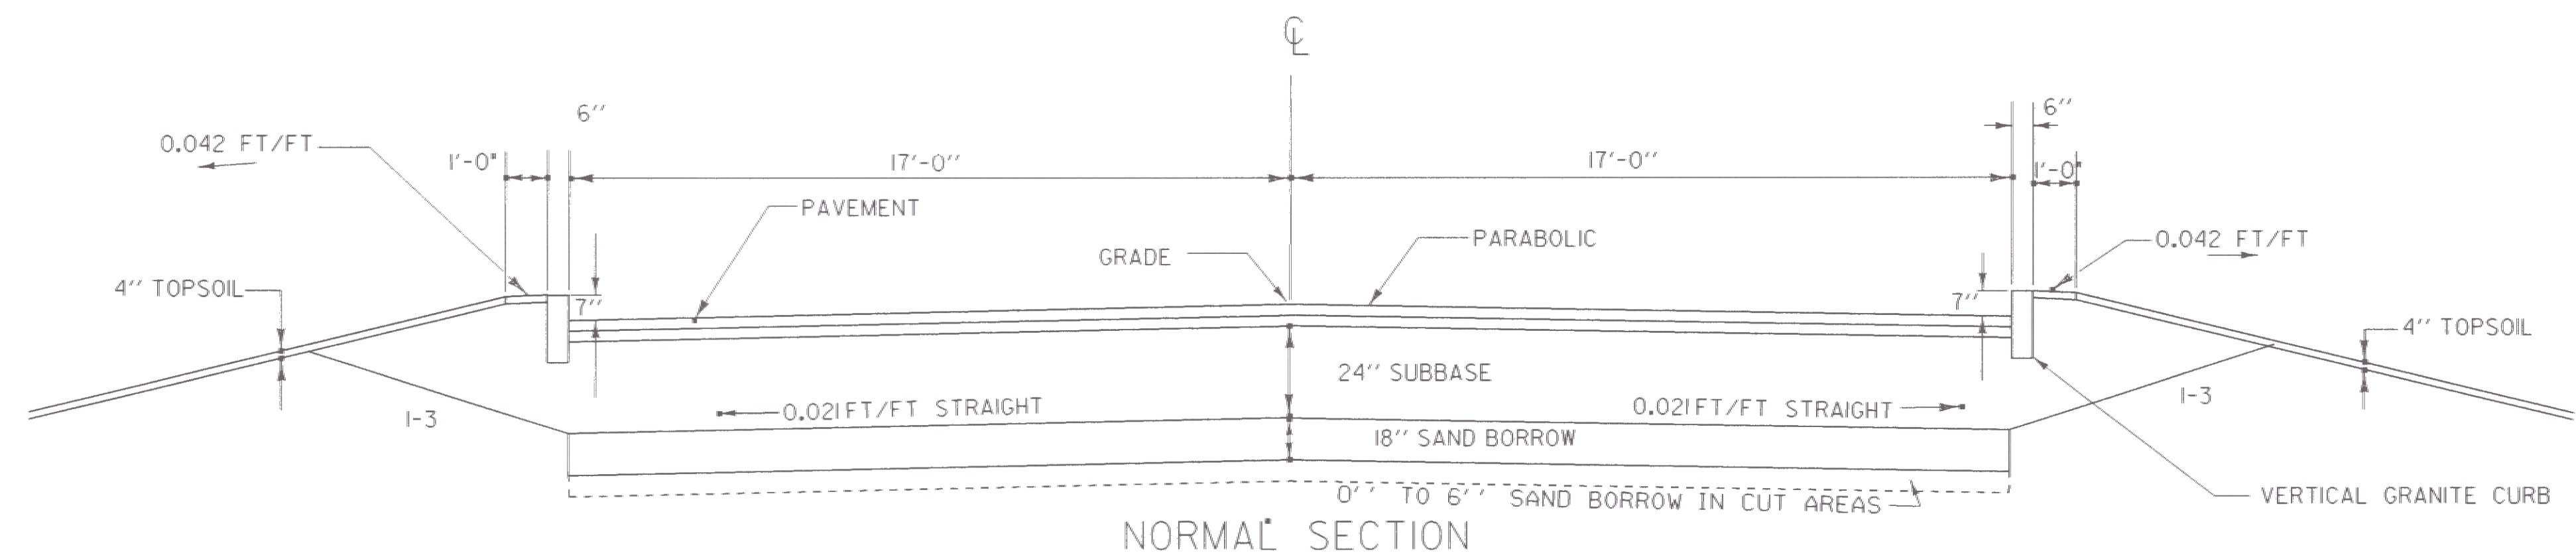 ℄
6''
6''
0.042 FT/FT
1'-0"
17'-0''
17'-0''
1'-0"
PAVEMENT
PARABOLIC
0.042 FT/FT
GRADE
4'' TOPSOIL
7''
7''
4'' TOPSOIL
24'' SUBBASE
1-3
0.021FT/FT STRAIGHT
0.021FT/FT STRAIGHT
1-3
18'' SAND BORROW
0'' TO 6'' SAND BORROW IN CUT AREAS
VERTICAL GRANITE CURB
NORMAL SECTION